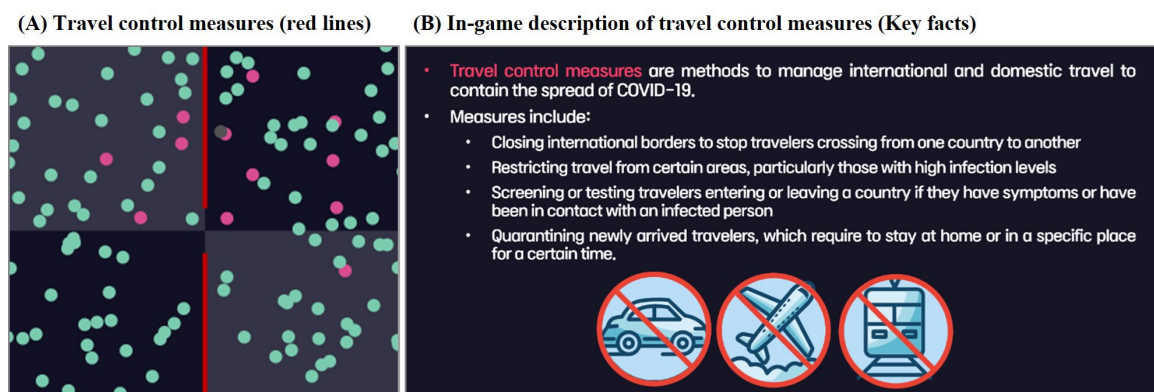 (A) Travel control measures (red lines)
(B) In-game description of travel control measures (Key facts)
• Travel control measures are methods to manage international and domestic travel to
contain the spread of COVID-19.
• Measures include:
• Closing international borders to stop travelers crossing from one country to another
• Restricting travel from certain areas, particularly those with high infection levels
• Screening or testing travelers entering or leaving a country if they have symptoms or have
been in contact with an infected person
• Quarantining newly arrived travelers, which require to stay at home or in a specific place
for a certain time.